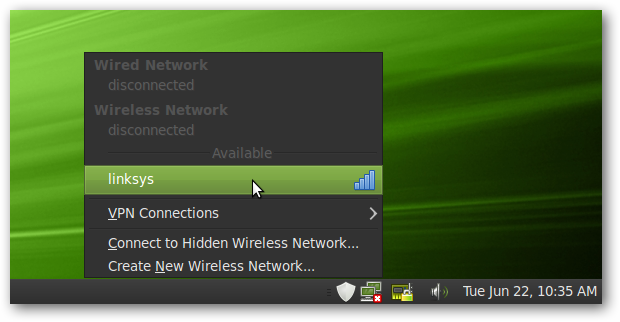 Wired Network
disconnected
Wireless Network
disconnected
Available
linksys
VPN Connections
Connect to Hidden Wireless Network...
Create New Wireless Network...
Tue Jun 22, 10:35 AM